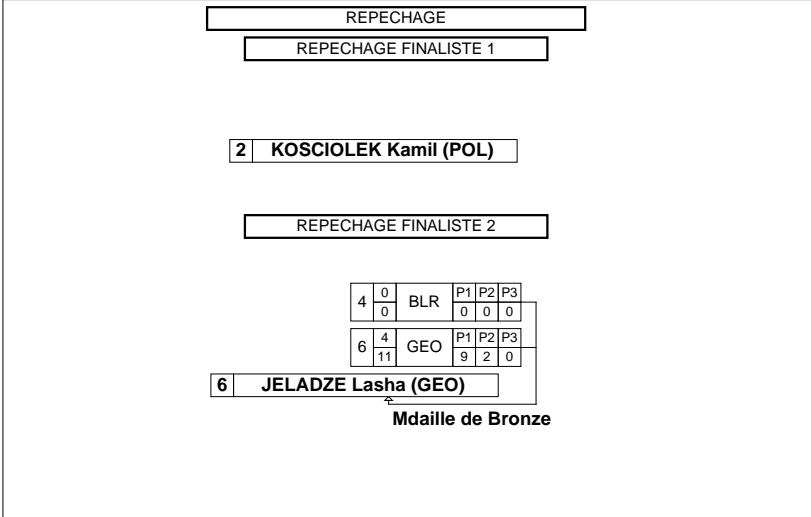 REPECHAGE
REPECHAGE FINALISTE 1
2 KOSCIOLEK Kamil (POL)
REPECHAGE FINALISTE 2
4 0 BLR P1 P2 P3
0 0 0 0
6 4 GEO P1 P2 P3
11 9 2 0
6 JELADZE Lasha (GEO)
Mdaille de Bronze